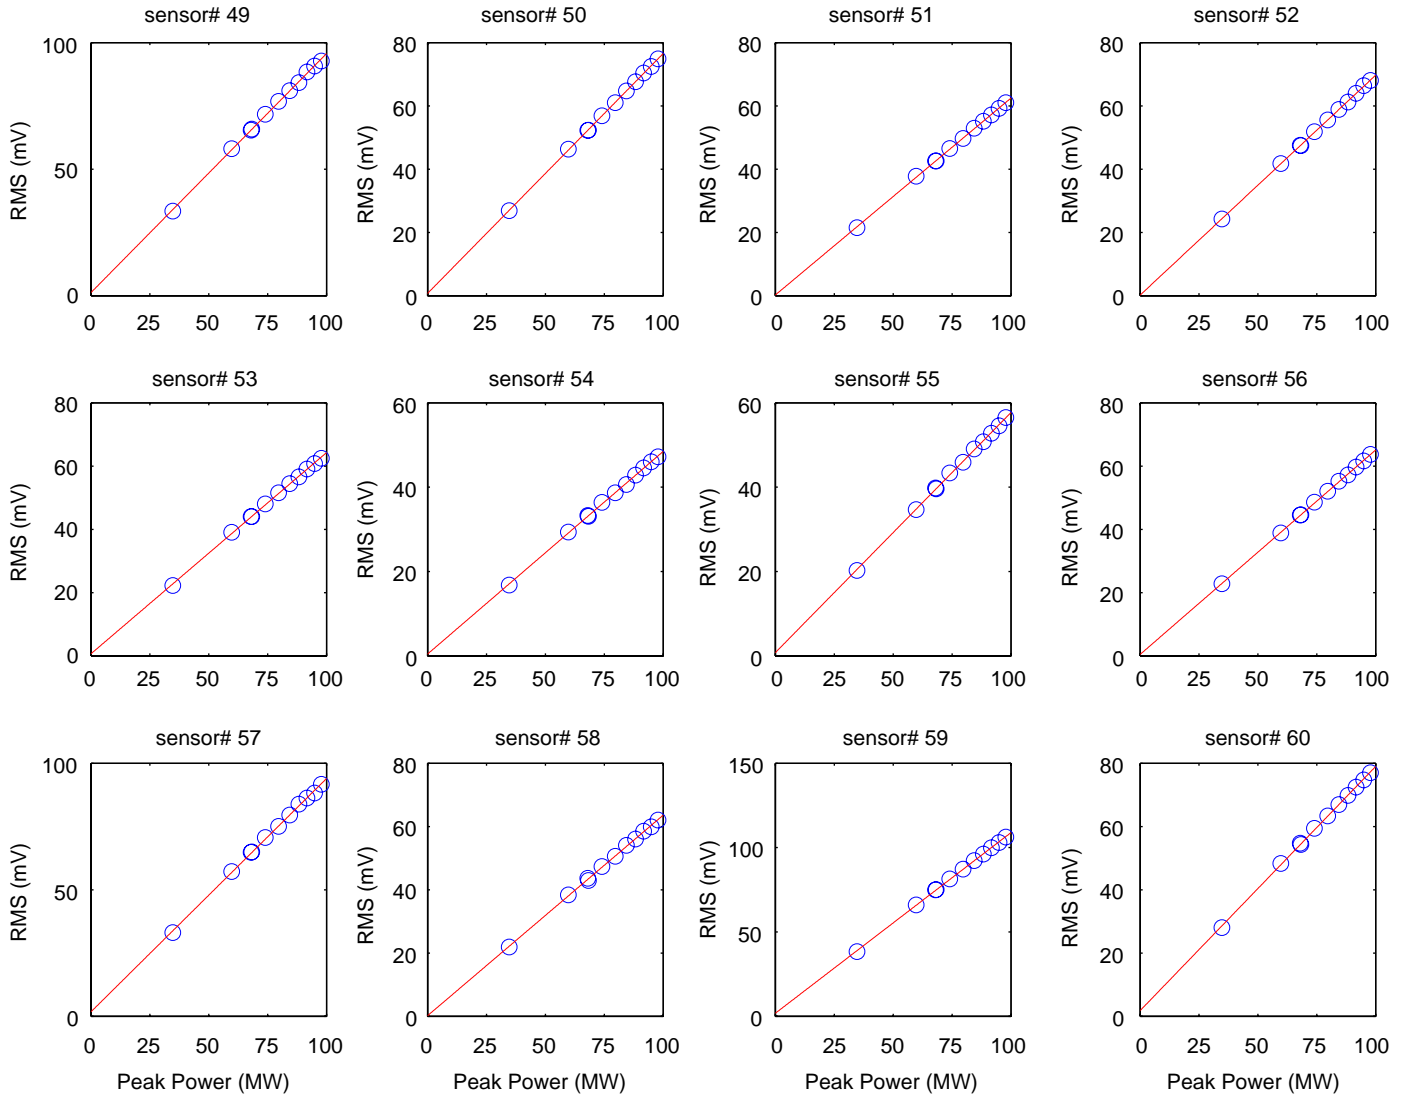 sensor# 49
100
50
0
RMS (mV)
0 25 50 75 100
sensor# 50
80
60
40
20
0
RMS (mV)
0 25 50 75 100
sensor# 51
80
60
40
20
0
RMS (mV)
0 25 50 75 100
sensor# 52
80
60
40
20
0
RMS (mV)
0 25 50 75 100
sensor# 53
80
60
40
20
0
RMS (mV)
0 25 50 75 100
sensor# 54
60
40
20
0
RMS (mV)
0 25 50 75 100
sensor# 55
60
40
20
0
RMS (mV)
0 25 50 75 100
sensor# 56
80
60
40
20
0
RMS (mV)
0 25 50 75 100
sensor# 57
100
50
0
RMS (mV)
0 25 50 75 100
Peak Power (MW)
sensor# 58
80
60
40
20
0
RMS (mV)
0 25 50 75 100
Peak Power (MW)
sensor# 59
150
100
50
0
RMS (mV)
0 25 50 75 100
Peak Power (MW)
sensor# 60
80
60
40
20
0
RMS (mV)
0 25 50 75 100
Peak Power (MW)